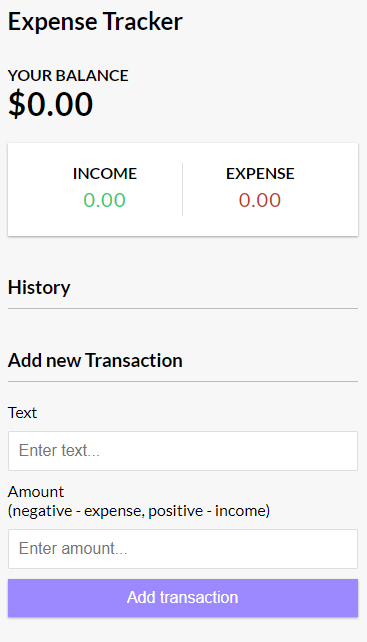 Expense Tracker
YOUR BALANCE
$0.00
INCOME EXPENSE
0.00 0.00
History
Add new Transaction
Text
Enter text...
Amount
(negative - expense, positive - income)
Enter amount...
Add transaction